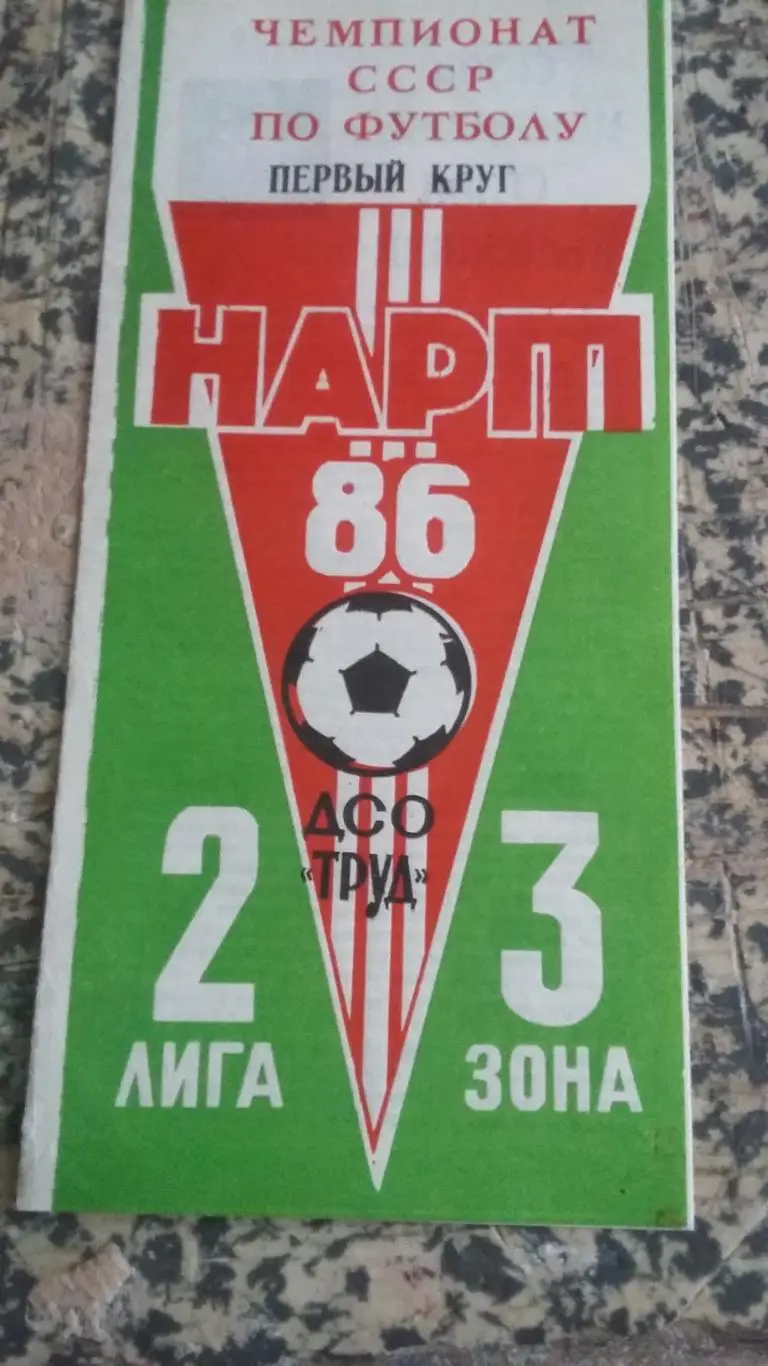 ЧЕМПИОНАТ
СССР
ПО ФУТБОЛУ
ПЕРВЫЙ КРУГ
НАРТ
86
ДСО
«ТРУД»
2
ЛИГА
3
ЗОНА